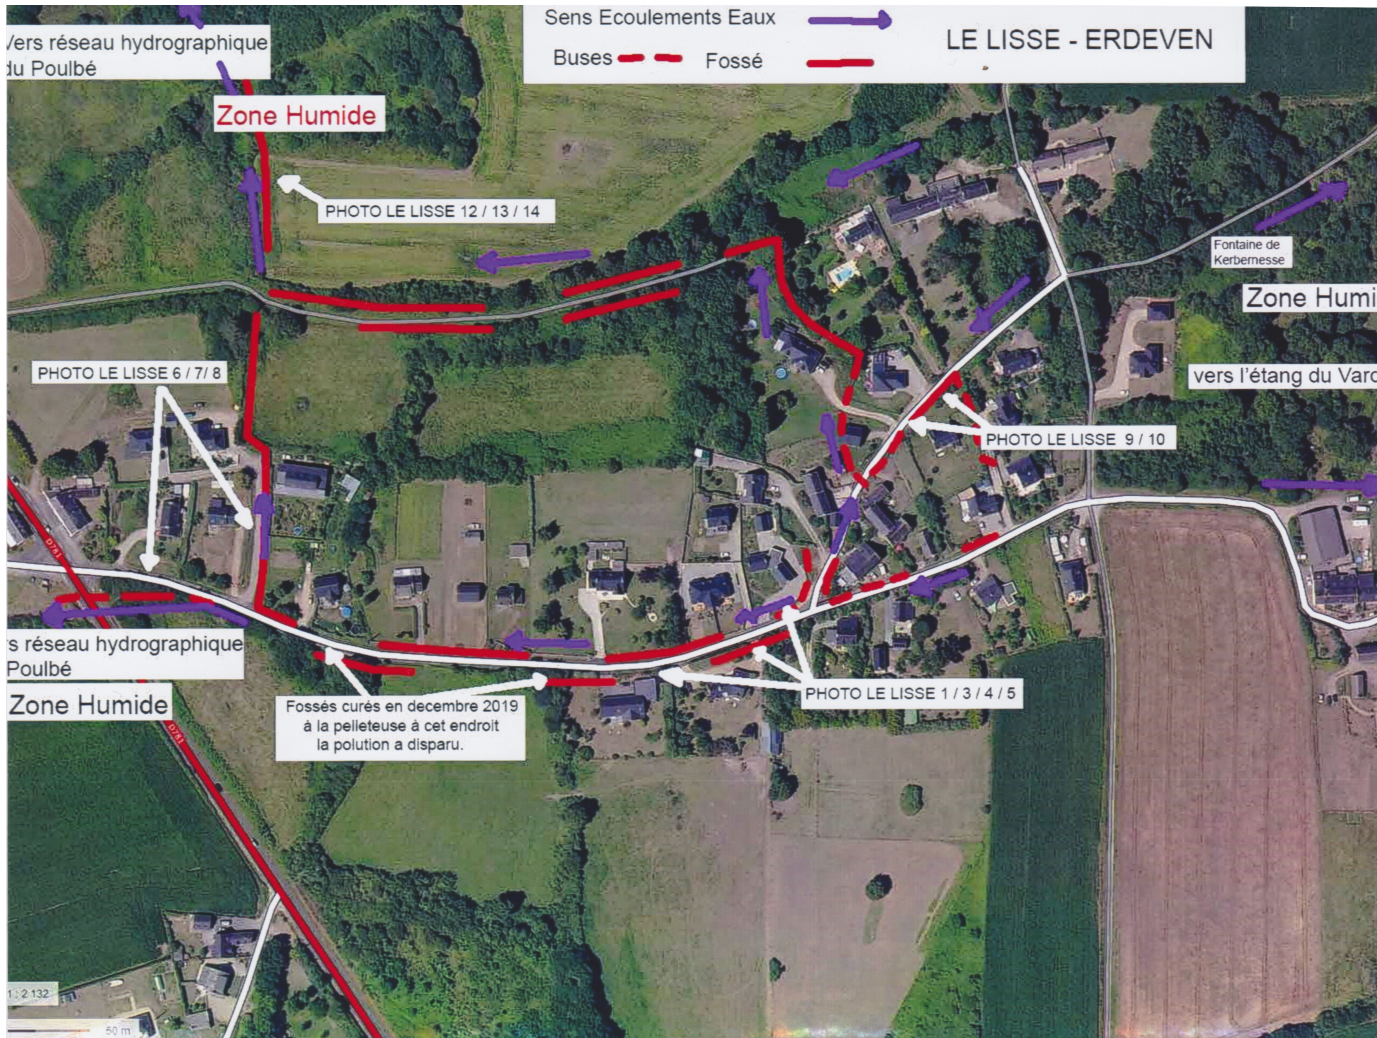 Sens Ecoulements Eaux
LE LISSE - ERDEVEN
Buses
Fossé
Vers réseau hydrographique
du Poulbé
Zone Humide
PHOTO LE LISSE 12 / 13 / 14
Fontaine de
Kerbernesse
Zone Humi
PHOTO LE LISSE 6 / 7/ 8
vers l'étang du Varo
PHOTO LE LISSE 9 / 10
D781
rs réseau hydrographique
Poulbé
Zone Humide
PHOTO LE LISSE 1 / 3 / 4 / 5
Fossés curés en decembre 2019
à la pelleteuse à cet endroit
la polution a disparu.
D781
1 : 2 132
50 m